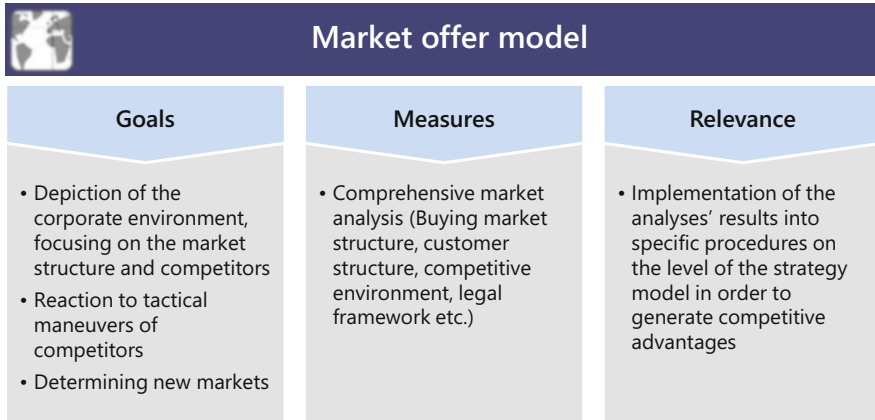 Market offer model
Goals
• Depiction of the
corporate environment,
focusing on the market
structure and competitors
• Reaction to tactical
maneuvers of
competitors
• Determining new markets
Measures
• Comprehensive market
analysis (Buying market
structure, customer
structure, competitive
environment, legal
framework etc.)
Relevance
• Implementation of the
analyses’ results into
specific procedures on
the level of the strategy
model in order to
generate competitive
advantages